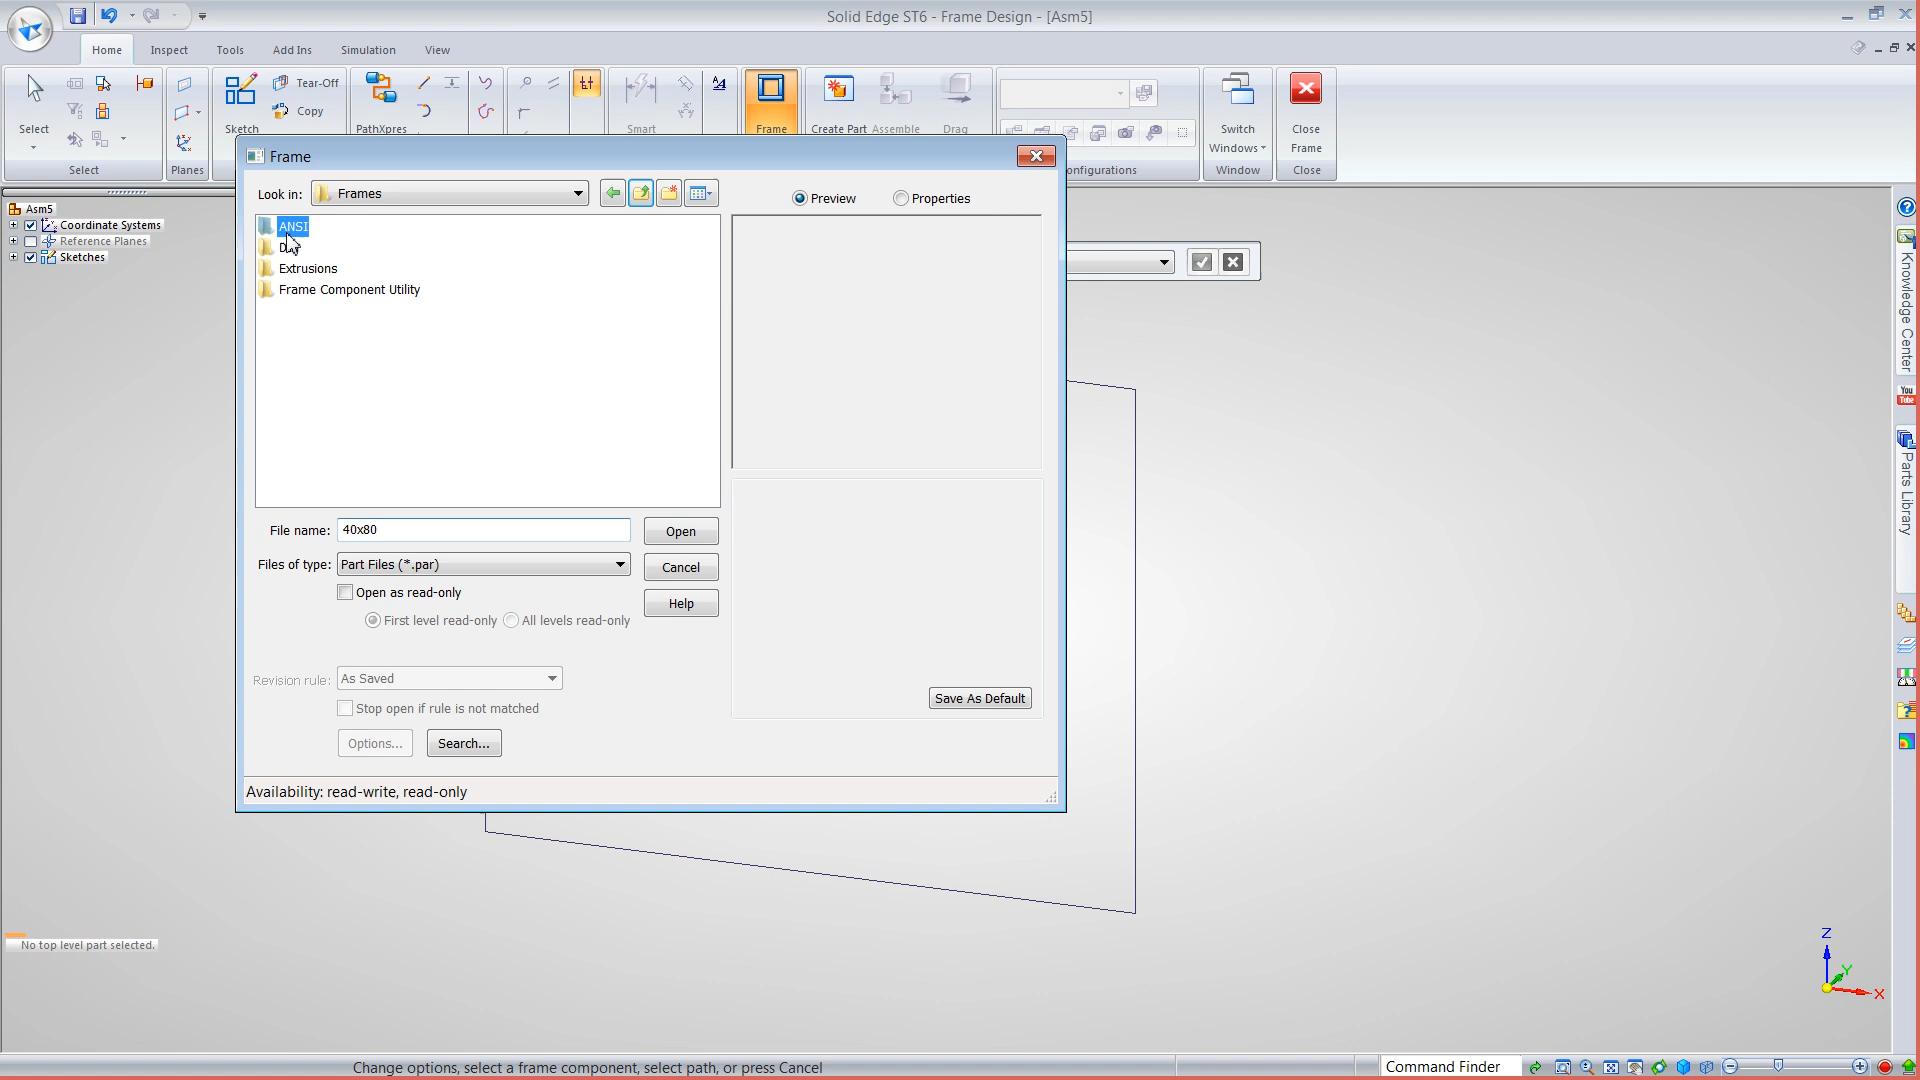 Solid Edge ST6 - Frame Design - [Asm5]
Home
Inspect
Tools
Add Ins
Simulation
View
Select
Select
Planes
Sketch
Tear-Off
Copy
PathXpres
Smart
Frame
Create Part
Assemble
Drag
onfigurations
Switch
Windows
Window
Close
Frame
Close
Asm5
Coordinate Systems
Reference Planes
Sketches
Frame
Look in:
Frames
Preview
Properties
ANSI
Extrusions
Frame Component Utility
File name:
40x80
Open
Files of type:
Part Files (*.par)
Cancel
Open as read-only
Help
First level read-only
All levels read-only
Revision rule:
As Saved
Stop open if rule is not matched
Save As Default
Options...
Search...
Availability: read-write, read-only
Knowledge Center
You
Tube
Parts Library
No top level part selected.
Z
Y
X
Change options, select a frame component, select path, or press Cancel
Command Finder